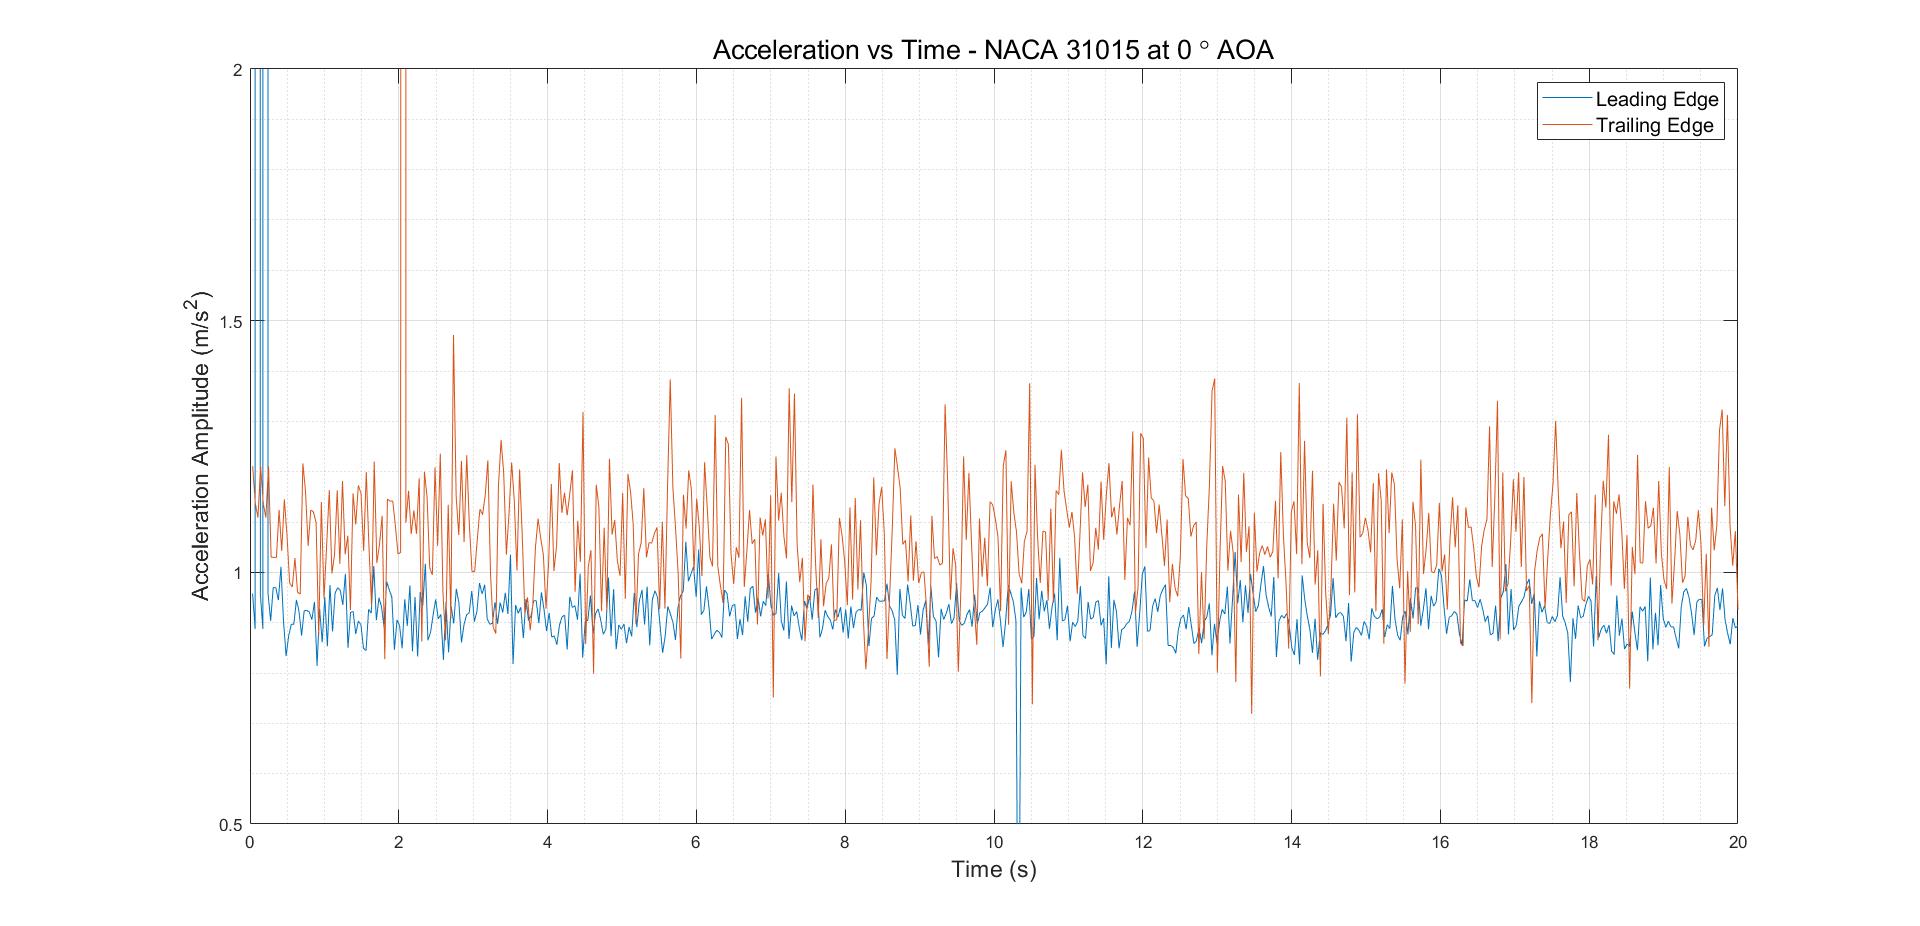 Acceleration vs Time - NACA 31015 at 0 ° AOA
Leading Edge
Trailing Edge
Acceleration Amplitude (m/s²)
2
1.5
1
0.5
0 2 4 6 8 10 12 14 16 18 20
Time (s)